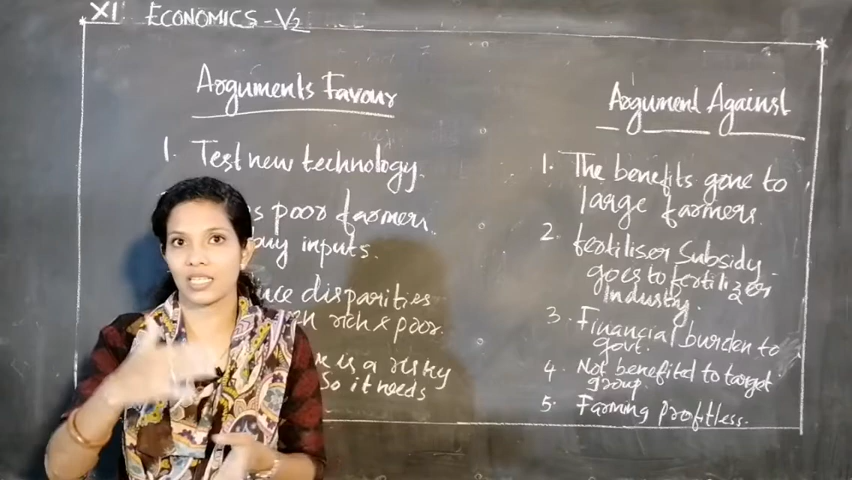 XI ECONOMICS - V2
Arguments Favour
1. Test new technology.
poor farmers
buy inputs.
disparities
rich & poor.
is a risky
So it needs
Argument Against
1. The benefits gone to
large farmers.
2. fertiliser Subsidy
goes to fertilizer
Industry.
3. Financial burden to
govt.
4. Not benefited to target
group.
5. Farming profitless.